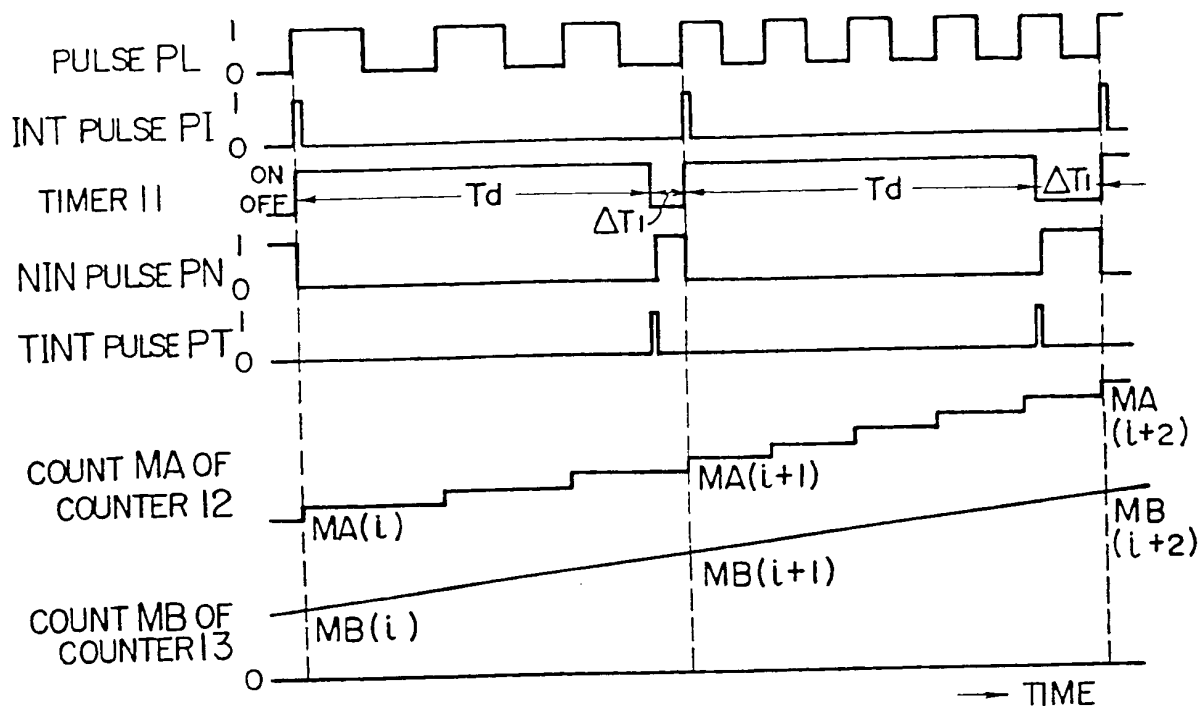 1
PULSE PL
0
1
INT PULSE PI
0
ON
TIMER 11
OFF
Td
ΔT1
Td
ΔT1
1
NIN PULSE PN
0
1
TINT PULSE PT
0
COUNT MA OF
COUNTER 12
MA(i)
MA(i+1)
MA
(i+2)
COUNT MB OF
COUNTER 13
MB(i)
MB(i+1)
MB
(i+2)
0
TIME